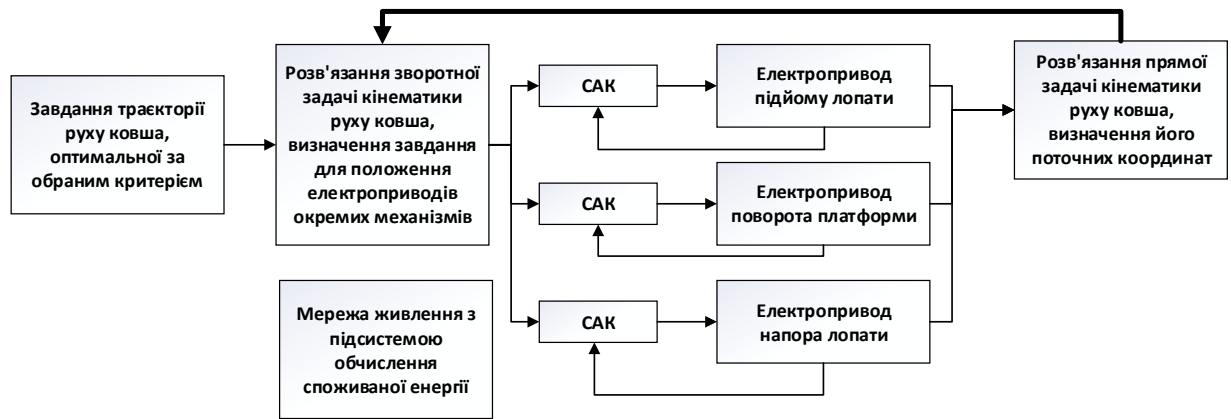 Завдання траєкторії
руху ковша,
оптимальної за
обраним критерієм
Розв'язання зворотної
задачі кінематики
руху ковша,
визначення завдання
для положення
електроприводів
окремих механізмів
САК
Електропривод
підйому лопати
САК
Електропривод
поворота платформи
САК
Електропривод
напора лопати
Розв'язання прямої
задачі кінематики
руху ковша,
визначення його
поточних координат
Мережа живлення з
підсистемою
обчислення
споживаної енергії